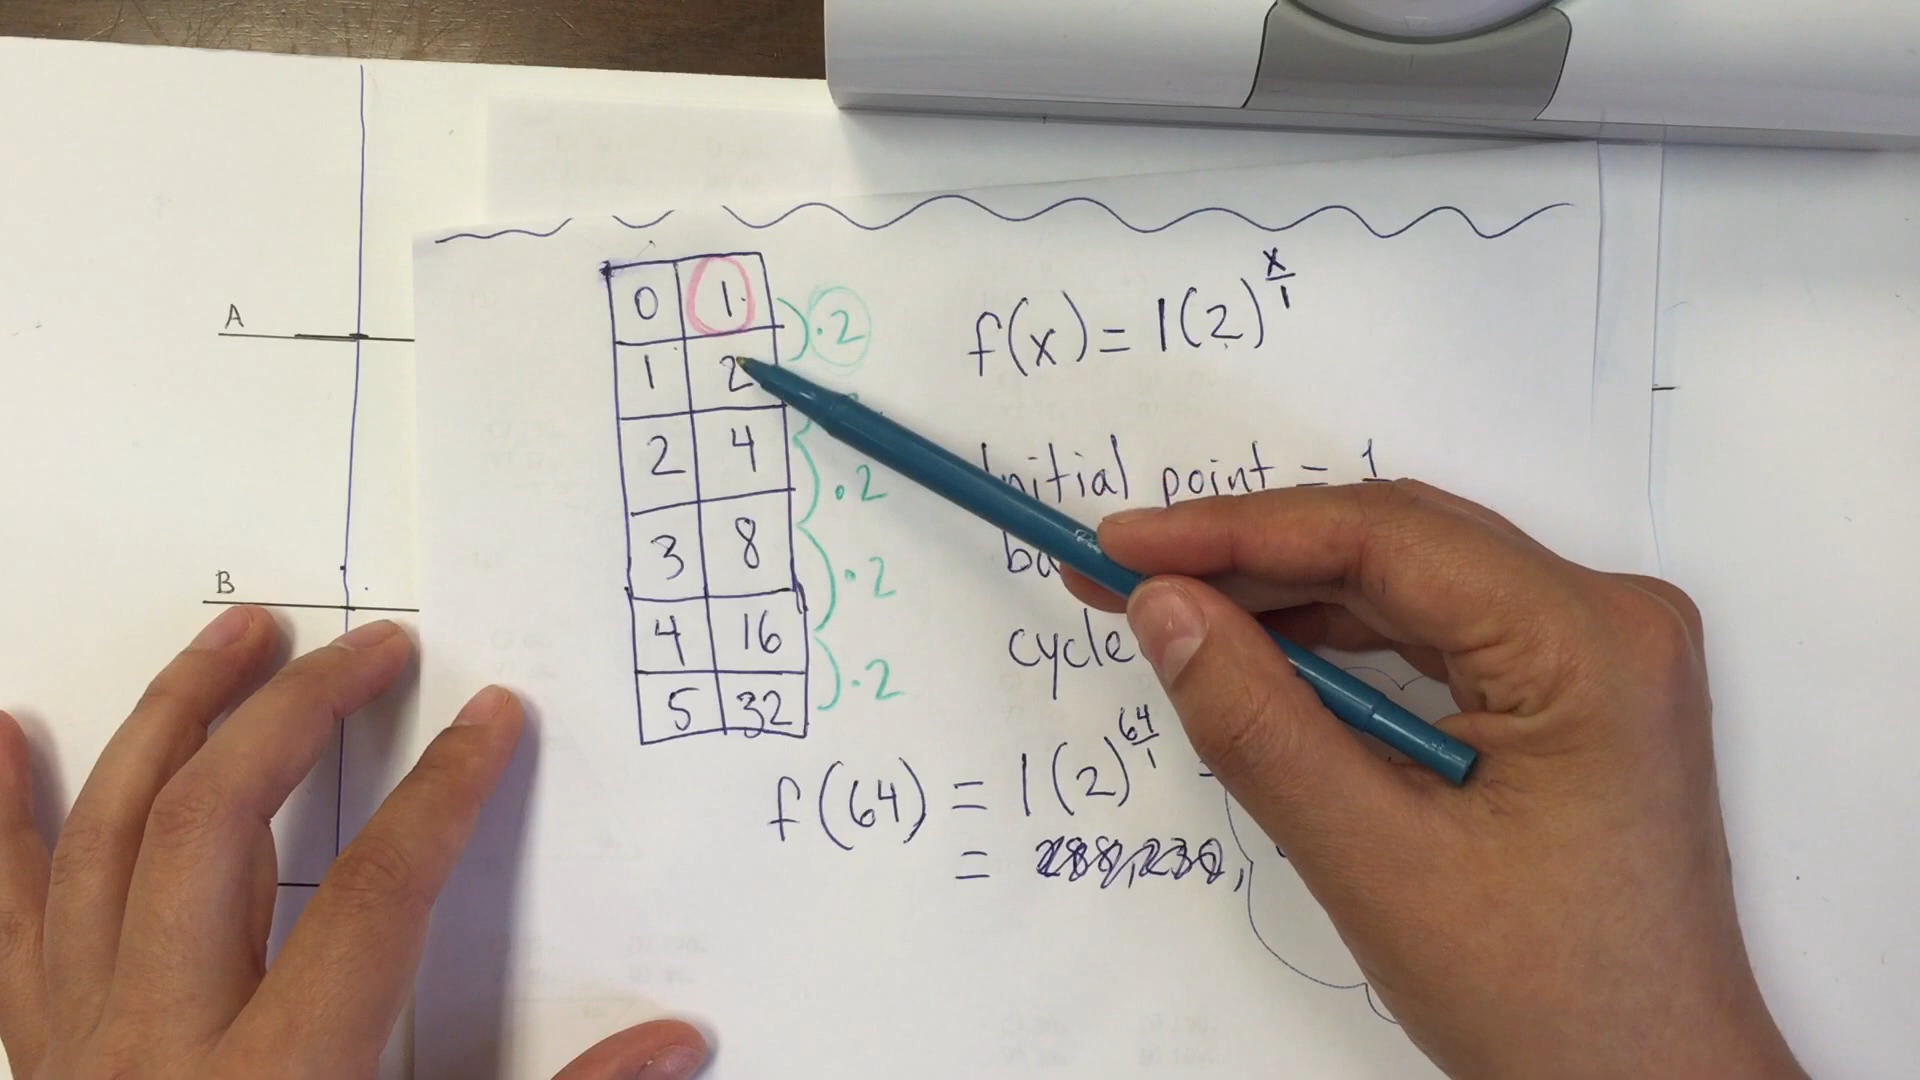 A
B
0 1
1 2
2 4
3 8
4 16
5 32
·2
·2
·2
·2
f(x) = 1(2)^(x/1)
Initial point = 1
cycle
f(64) = 1(2)^(64/1)
=